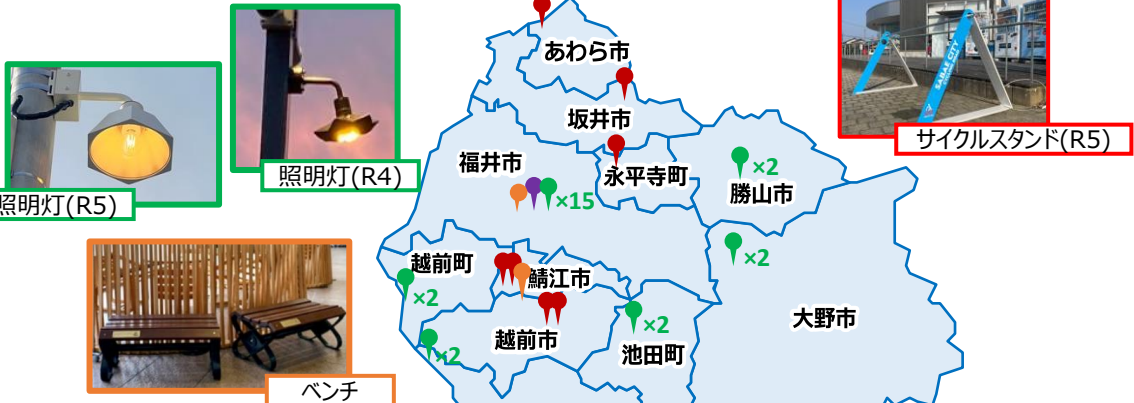 あわら市
坂井市
サイクルスタンド(R5)
SABAE CITY
福井市
永平寺町
照明灯(R4)
×2
勝山市
照明灯(R5)
×15
越前町
鯖江市
×2
×2
大野市
越前市
×2
池田町
×2
ベンチ